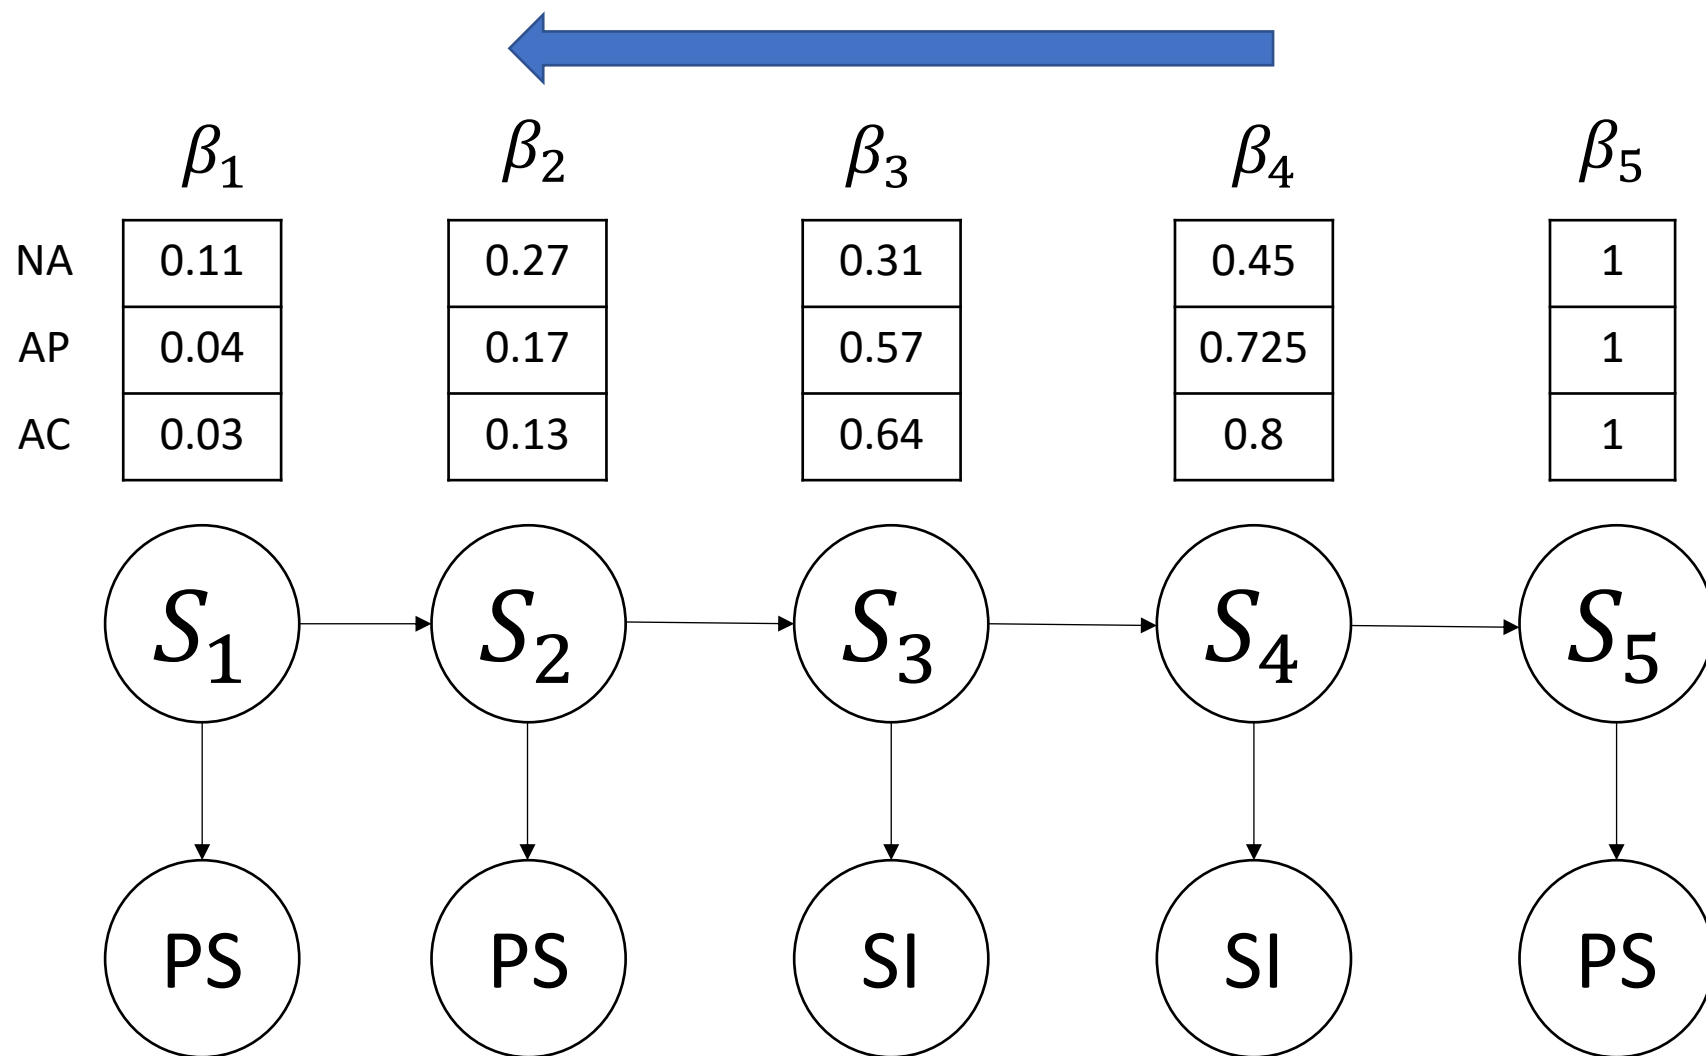 β₁ β₂ β₃ β₄ β₅
NA 0.11 0.27 0.31 0.45 1
AP 0.04 0.17 0.57 0.725 1
AC 0.03 0.13 0.64 0.8 1
S₁ S₂ S₃ S₄ S₅
PS PS SI SI PS